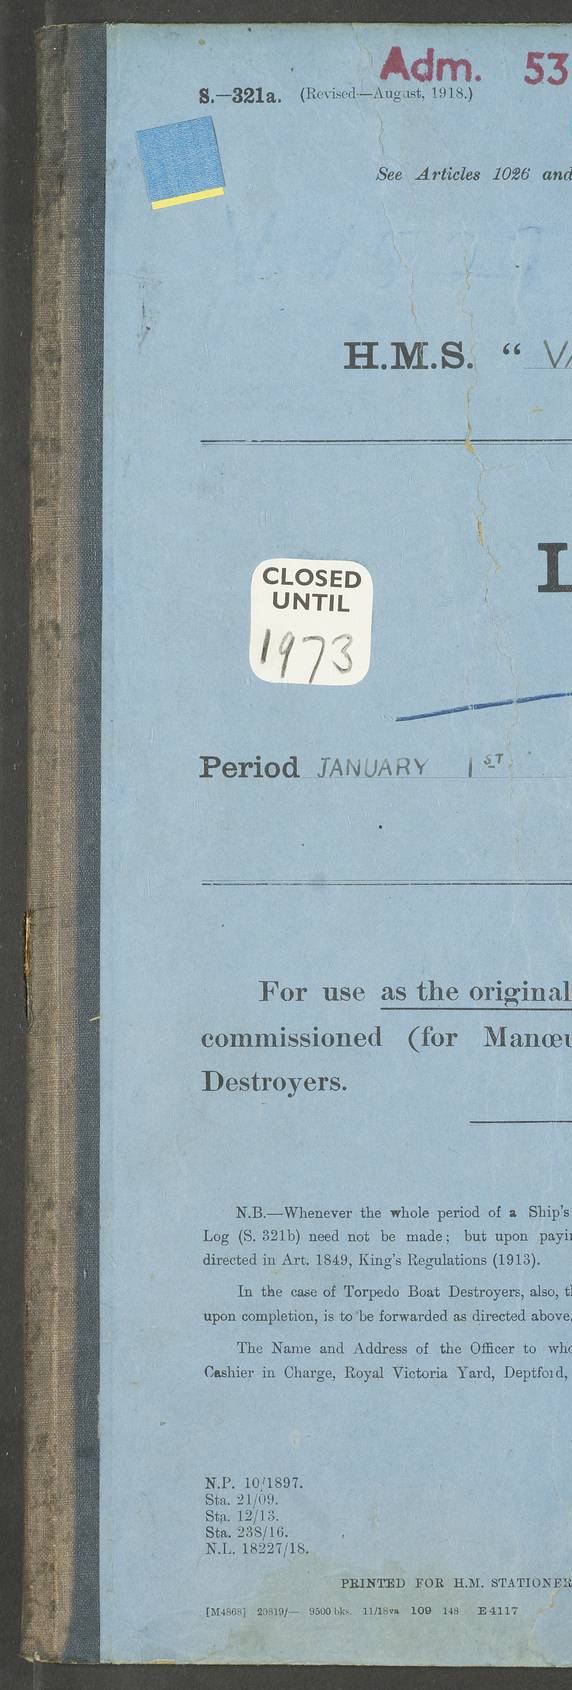 Adm. 53
S.—321a. (Revised—August, 1918.)
See Articles 1026 and
H.M.S. “ VA
L
CLOSED
UNTIL
1973
Period JANUARY 1ST
For use as the original
commissioned (for Manœu
Destroyers.
N.B.—Whenever the whole period of a Ship's
Log (S. 321b) need not be made; but upon payin
directed in Art. 1849, King's Regulations (1913).
In the case of Torpedo Boat Destroyers, also, th
upon completion, is to be forwarded as directed above,
The Name and Address of the Officer to who
Cashier in Charge, Royal Victoria Yard, Deptford,
N.P. 10/1897.
Sta. 21/09.
Sta. 12/13.
Sta. 238/16.
N.L. 18227/18.
PRINTED FOR H.M. STATIONER
[M4868] 20819/— 9500 bks. 11/18va 109 148 E 4117